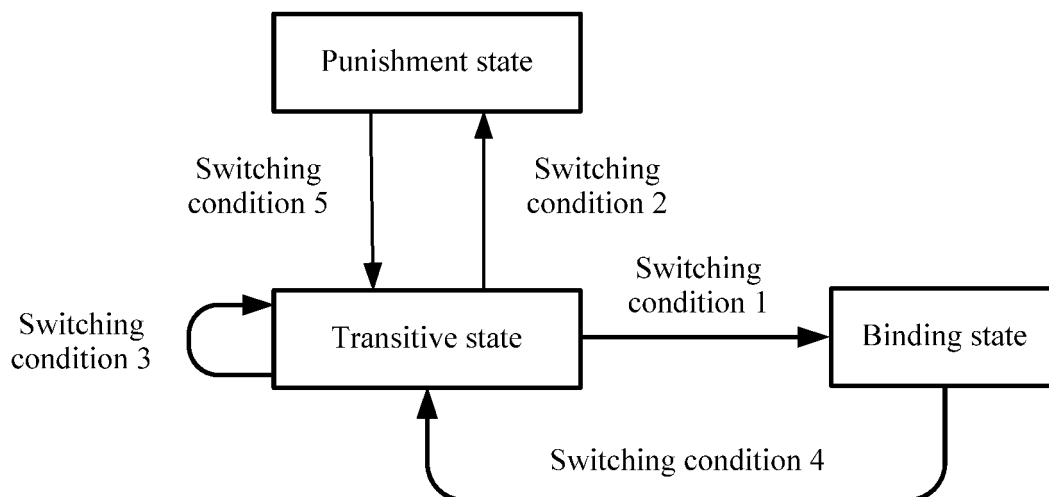 Punishment state
Switching
condition 5
Switching
condition 2
Switching
condition 3
Transitive state
Switching
condition 1
Binding state
Switching condition 4